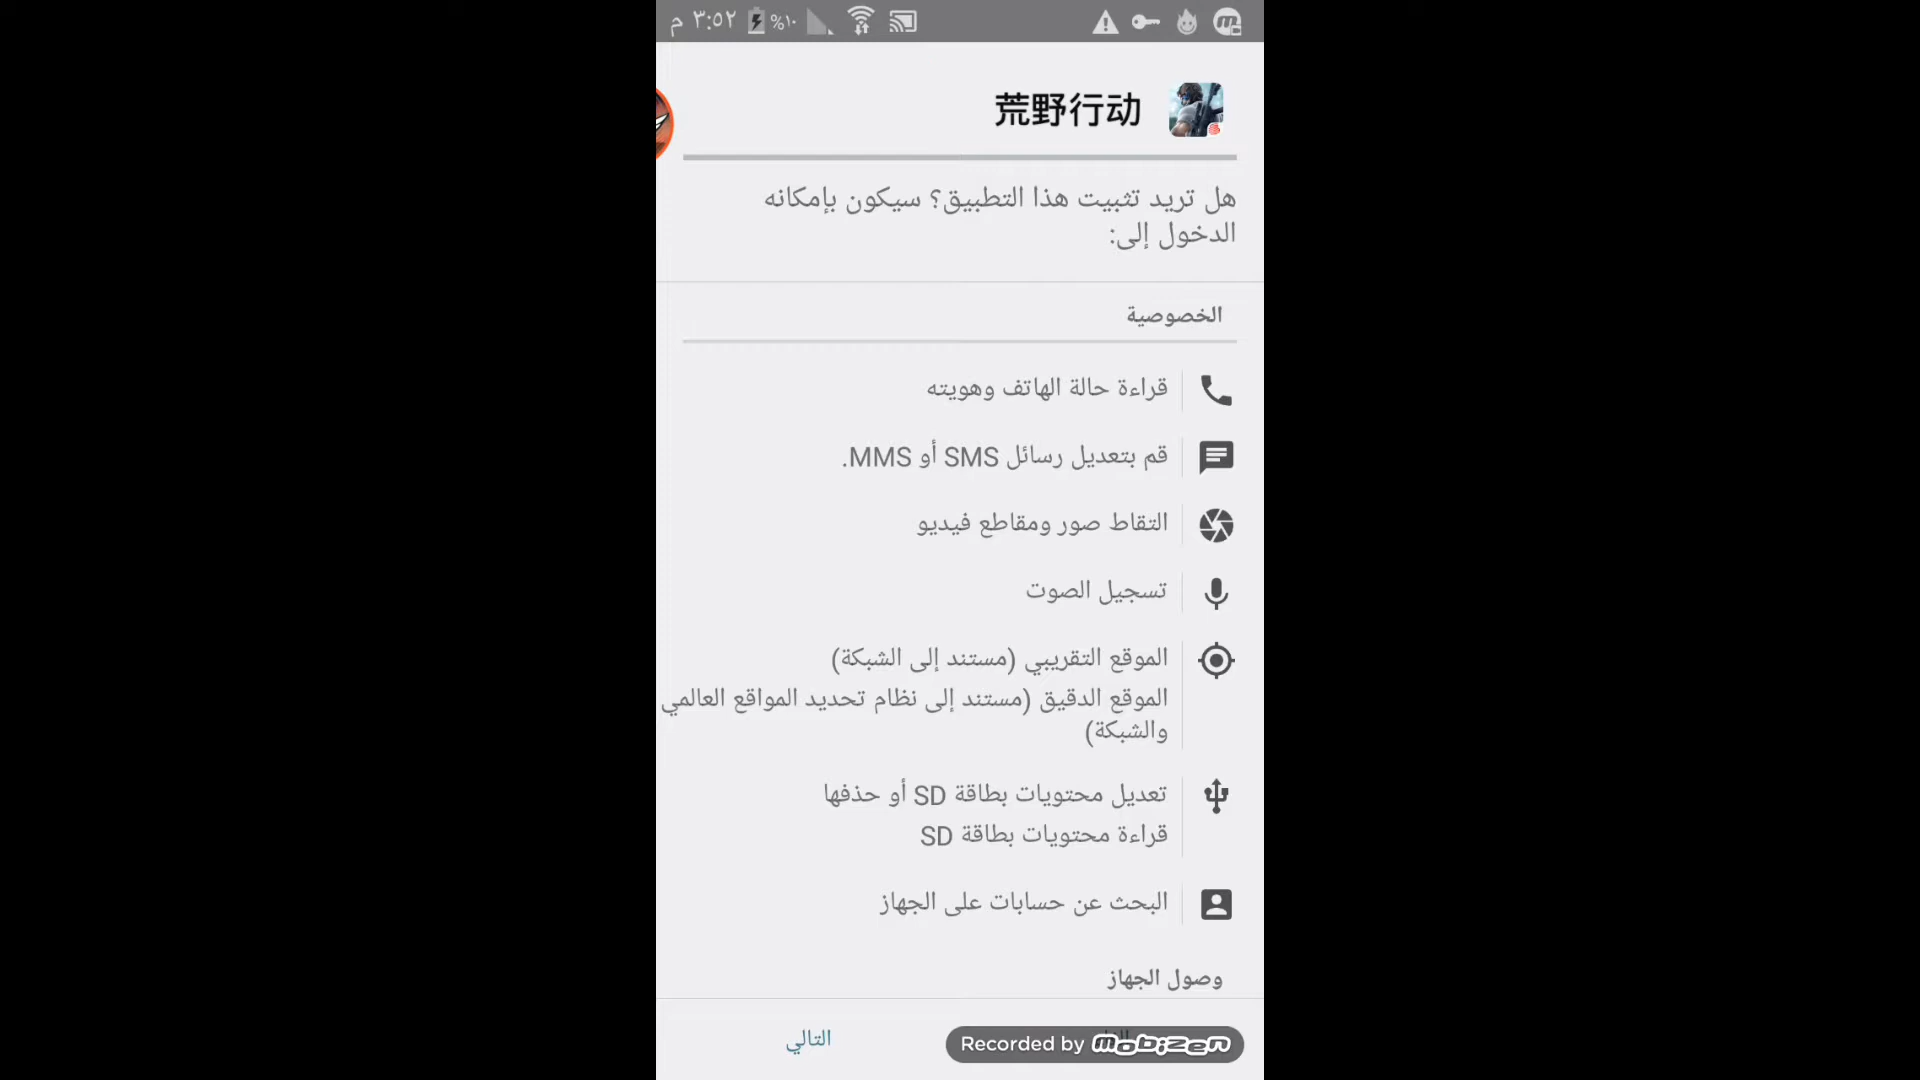 ٣:٥٢ م
%١٠
荒野行动
هل تريد تثبيت هذا التطبيق؟ سيكون بإمكانه
الدخول إلى:
الخصوصية
قراءة حالة الهاتف وهويته
قم بتعديل رسائل SMS أو MMS.
التقاط صور ومقاطع فيديو
تسجيل الصوت
الموقع التقريبي (مستند إلى الشبكة)
الموقع الدقيق (مستند إلى نظام تحديد المواقع العالمي
والشبكة)
تعديل محتويات بطاقة SD أو حذفها
قراءة محتويات بطاقة SD
البحث عن حسابات على الجهاز
وصول الجهاز
التالي
Recorded by mobizen